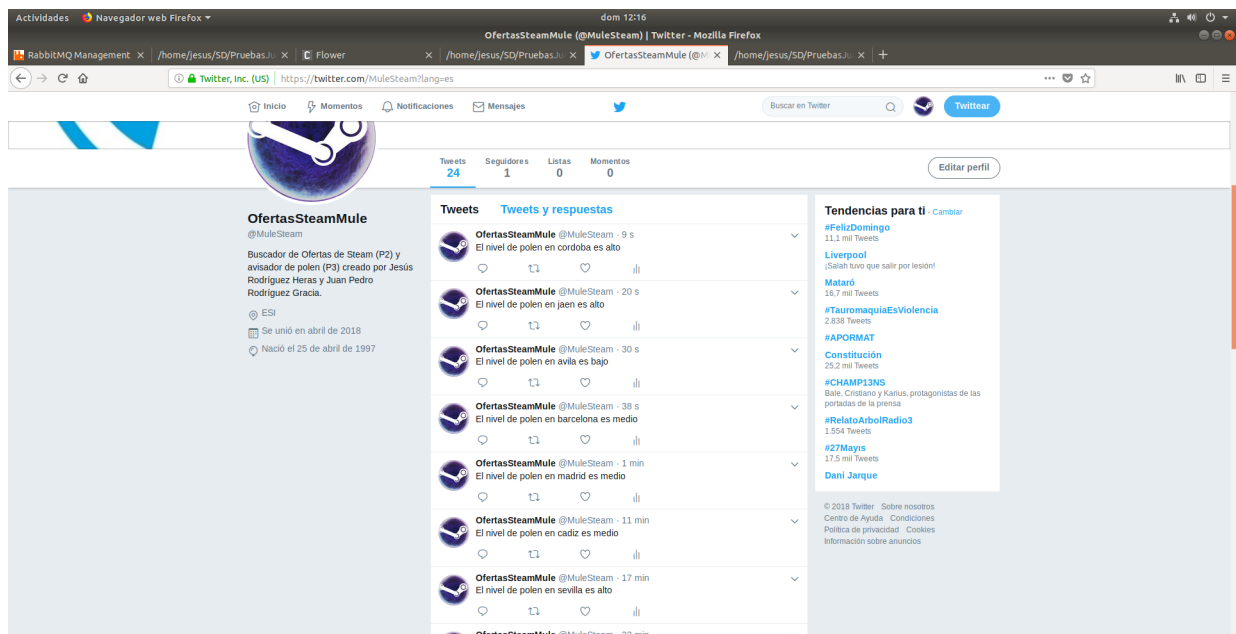 Actividades Navegador web Firefox dom 12:16
OfertasSteamMule (@MuleSteam) | Twitter - Mozilla Firefox
RabbitMQ Management /home/jesus/SD/PruebasJu Flower /home/jesus/SD/PruebasJu OfertasSteamMule (@M /home/jesus/SD/PruebasJu
Twitter, Inc. (US) https://twitter.com/MuleSteam?lang=es
Inicio Momentos Notificaciones Mensajes Buscar en Twitter Twittear
Tweets Seguidores Listas Momentos
24 1 0 0
Editar perfil
OfertasSteamMule
@MuleSteam
Buscador de Ofertas de Steam (P2) y
avisador de polen (P3) creado por Jesús
Rodríguez Heras y Juan Pedro
Rodríguez Gracia.
ESI
Se unió en abril de 2018
Nació el 25 de abril de 1997
Tweets Tweets y respuestas
OfertasSteamMule @MuleSteam · 9 s
El nivel de polen en cordoba es alto
OfertasSteamMule @MuleSteam · 20 s
El nivel de polen en jaen es alto
OfertasSteamMule @MuleSteam · 30 s
El nivel de polen en avila es bajo
OfertasSteamMule @MuleSteam · 38 s
El nivel de polen en barcelona es medio
OfertasSteamMule @MuleSteam · 1 min
El nivel de polen en madrid es medio
OfertasSteamMule @MuleSteam · 11 min
El nivel de polen en cadiz es medio
OfertasSteamMule @MuleSteam · 17 min
El nivel de polen en sevilla es alto
Tendencias para ti · Cambiar
#FelizDomingo
11,1 mil Tweets
Liverpool
¡Salah tuvo que salir por lesión!
Mataró
16,7 mil Tweets
#TauromaquiaEsViolencia
2.838 Tweets
#APORMAT
Constitución
25,2 mil Tweets
#CHAMP13NS
Bale, Cristiano y Karius, protagonistas de las
portadas de la prensa
#RelatoArbolRadio3
1.554 Tweets
#27Mayıs
17,5 mil Tweets
Dani Jarque
© 2018 Twitter Sobre nosotros
Centro de Ayuda Condiciones
Política de privacidad Cookies
Información sobre anuncios